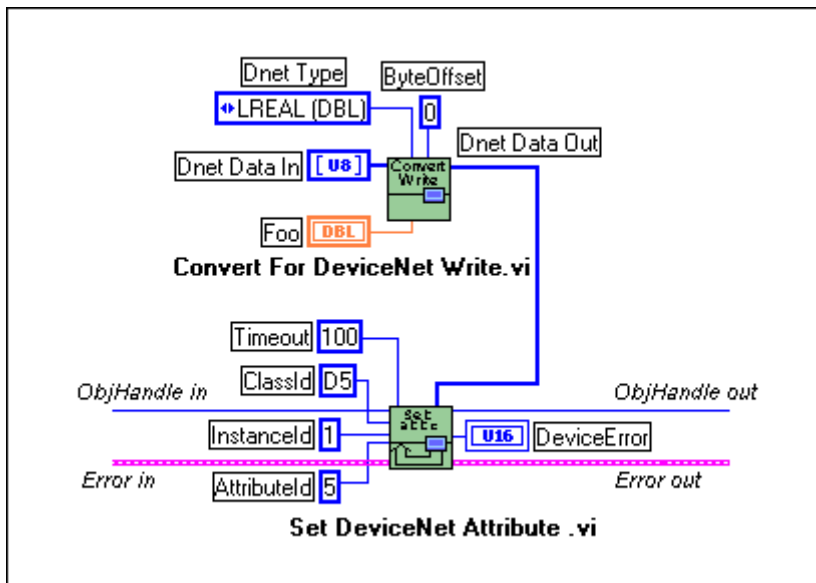 Dnet Type
ByteOffset
LREAL (DBL)
0
Dnet Data Out
Dnet Data In
[U8]
Convert
Write
Foo
DBL
Convert For DeviceNet Write.vi
Timeout
100
ClassId
D5
ObjHandle in
ObjHandle out
Set
attr
InstanceId
1
U16
DeviceError
Error in
AttributeId
5
Error out
Set DeviceNet Attribute .vi